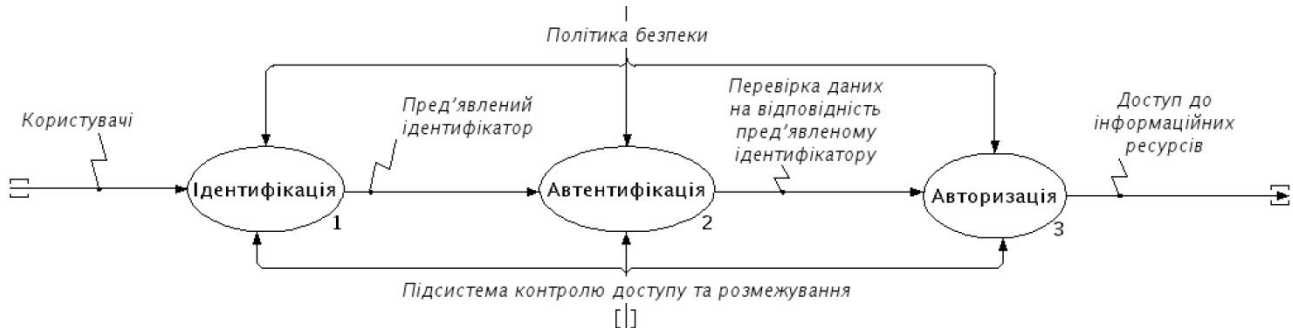 Політика безпеки
Користувачі
Пред’явлений
ідентифікатор
Перевірка даних
на відповідність
пред’явленому
ідентифікатору
Доступ до
інформаційних
ресурсів
Ідентифікація
1
Автентифікація
2
Авторизація
3
Підсистема контролю доступу та розмежування